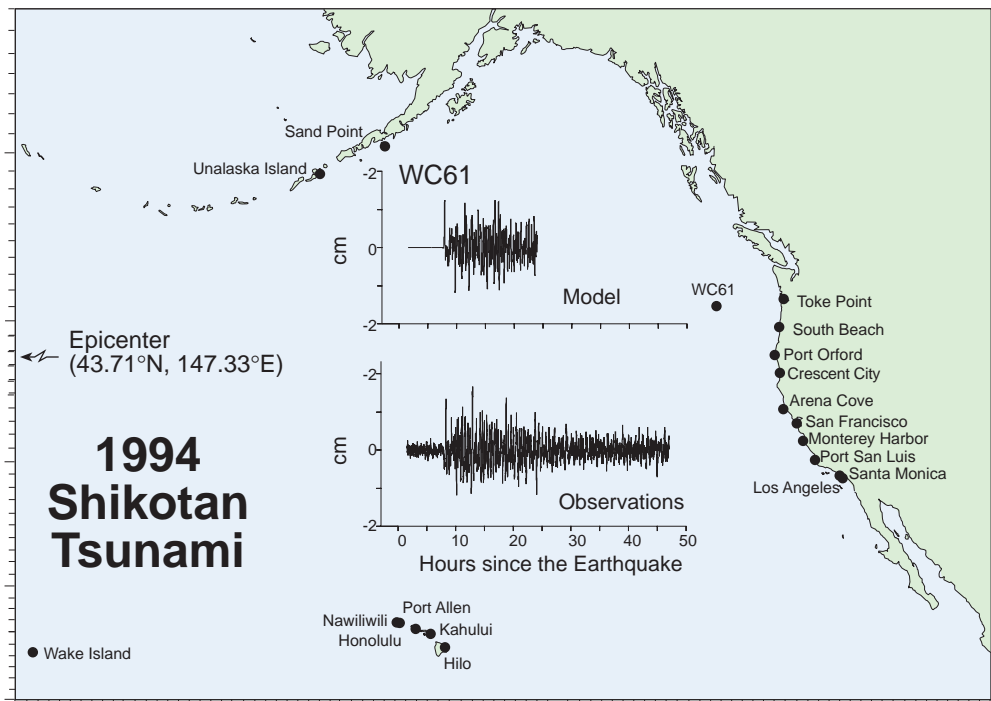 Sand Point
Unalaska Island
WC61
-2
cm
0
-2
Model
WC61
Toke Point
South Beach
Port Orford
Crescent City
Arena Cove
San Francisco
Monterey Harbor
Port San Luis
Santa Monica
Los Angeles
Epicenter
(43.71°N, 147.33°E)
1994
Shikotan
Tsunami
-2
cm
0
-2
Observations
0 10 20 30 40 50
Hours since the Earthquake
Port Allen
Nawiliwili
Honolulu
Kahului
Hilo
Wake Island